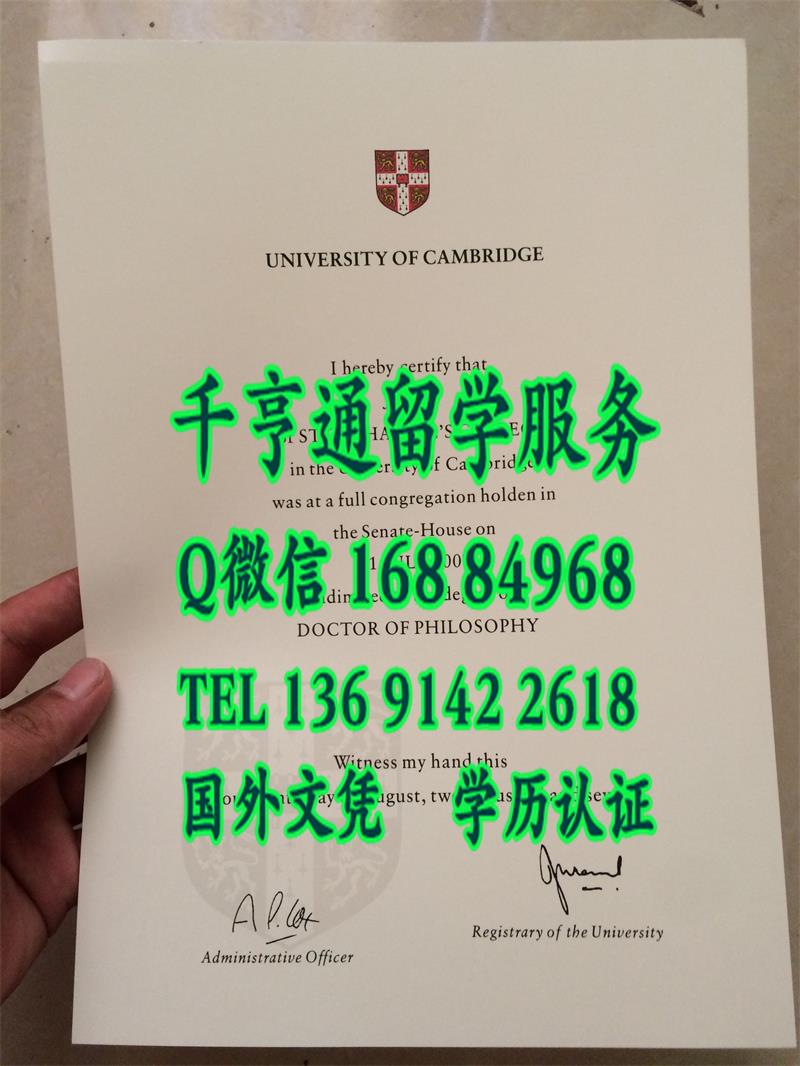 UNIVERSITY OF CAMBRIDGE
I hereby certify that
千亨通留学服务
in the University of Cambridge
was at a full congregation holden in
the Senate-House on
Q微信 168 84968
DOCTOR OF PHILOSOPHY
TEL 136 9142 2618
Witness my hand this
国外文凭 学历认证
August,
A P. Cox
Administrative Officer
Registrary of the University